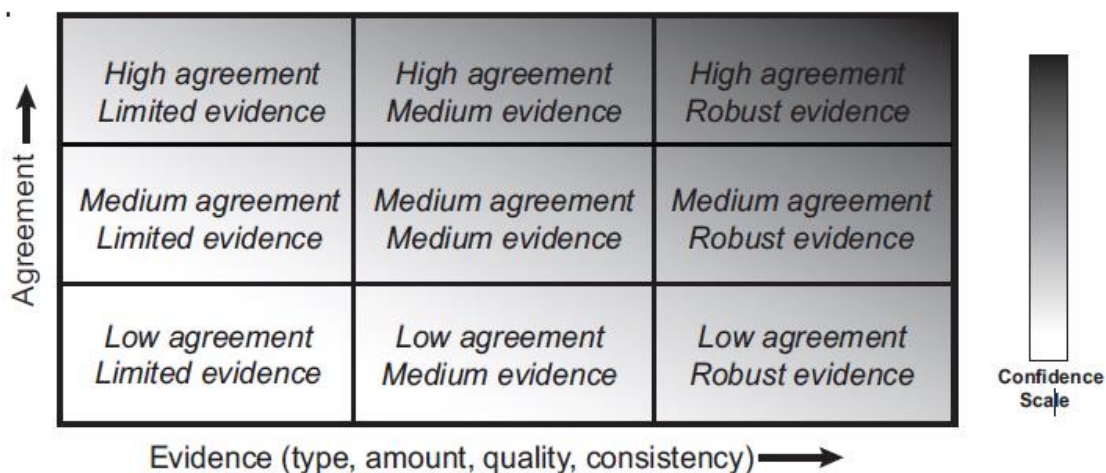 High agreement
Limited evidence
High agreement
Medium evidence
High agreement
Robust evidence
Agreement
Medium agreement
Limited evidence
Medium agreement
Medium evidence
Medium agreement
Robust evidence
Low agreement
Limited evidence
Low agreement
Medium evidence
Low agreement
Robust evidence
Confidence
Scale
Evidence (type, amount, quality, consistency)